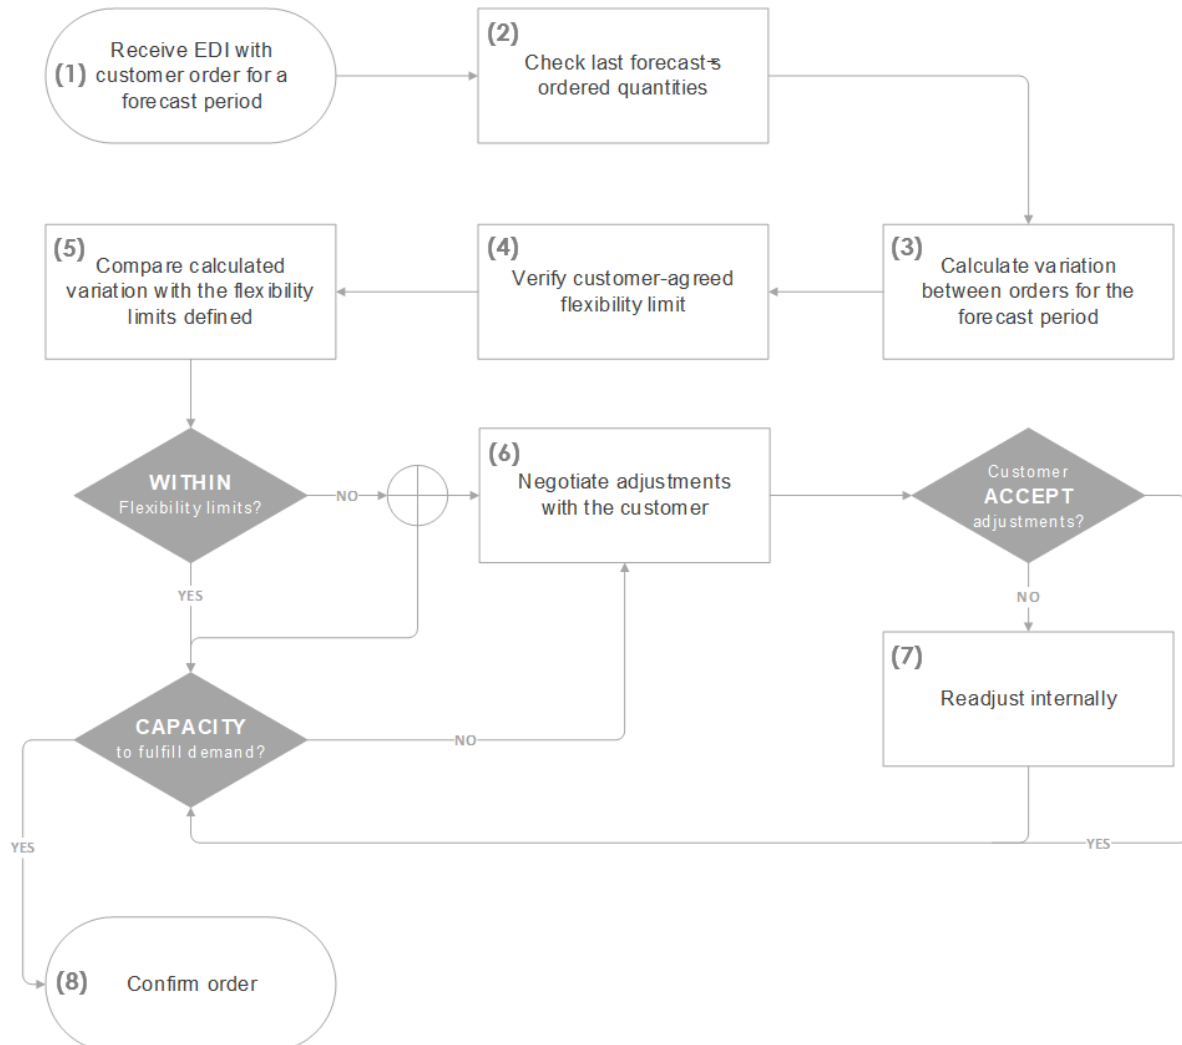 (1)
Receive EDI with
customer order for a
forecast period
(2)
Check last forecast's
ordered quantities
(3)
Calculate variation
between orders for the
forecast period
(4)
Verify customer-agreed
flexibility limit
(5)
Compare calculated
variation with the flexibility
limits defined
WITHIN
Flexibility limits?
NO
YES
(6)
Negotiate adjustments
with the customer
Customer
ACCEPT
adjustments?
NO
(7)
Readjust internally
YES
CAPACITY
to fulfill demand?
NO
YES
(8)
Confirm order